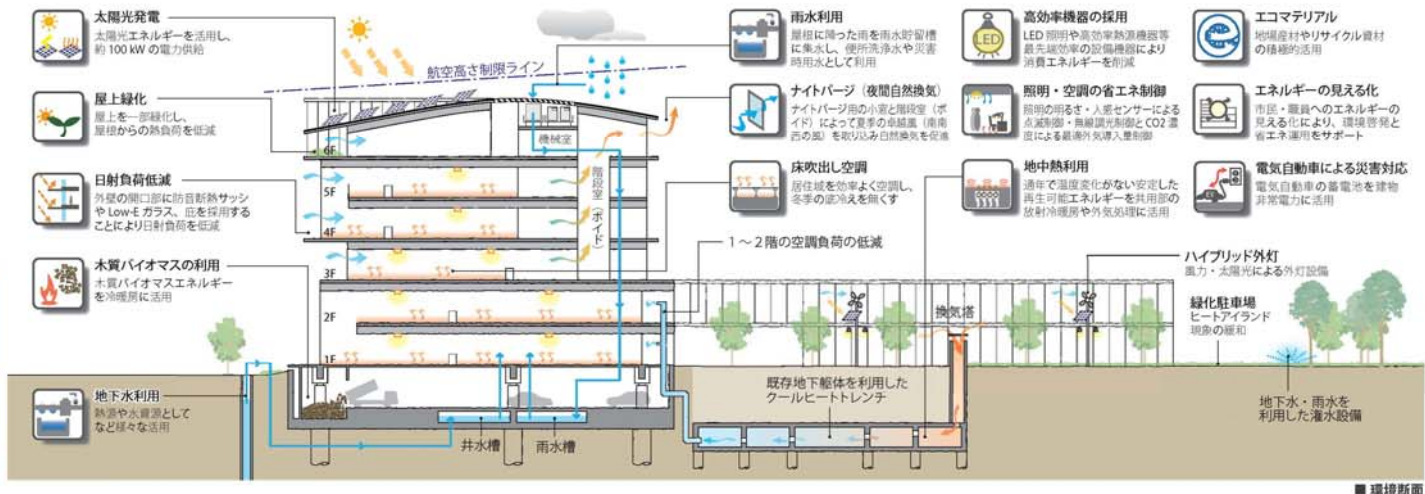 太陽光発電
太陽光エネルギーを活用し、
約 100 kW の電力供給
屋上緑化
屋上を一部緑化し、
屋根からの熱負荷を低減
日射負荷低減
外壁の開口部に防音断熱サッシ
や Low-E ガラス、庇を採用する
ことにより日射負荷を低減
木質バイオマスの利用
木質バイオマスエネルギー
を冷暖房に活用
地下水利用
熱源や水資源として
など様々な活用
航空高さ制限ライン
機械室
階段室(ボイド)
6F
5F
4F
3F
2F
1F
井水槽
雨水槽
雨水利用
屋根に降った雨を雨水貯留槽
に集水し、便所洗浄水や災害
時用水として利用
ナイトパージ(夜間自然換気)
ナイトパージ用の小窓と階段室(ボ
イド)によって夏季の卓越風(南南
西の風)を取り込み自然換気を促進
床吹出し空調
居住域を効率よく空調し、
冬季の底冷えを無くす
1〜2階の空調負荷の低減
高効率機器の採用
LED
LED 照明や高効率熱源機器等
最先端効率の設備機器により
消費エネルギーを削減
照明・空調の省エネ制御
照明の明るさ・人感センサーによる
点滅制御・無線調光制御とCO2 濃
度による最適外気導入量制御
地中熱利用
通年で温度変化がない安定した
再生可能エネルギーを共用部の
放射冷暖房や外気処理に活用
エコマテリアル
地場産材やリサイクル資材
の積極的活用
エネルギーの見える化
市民・職員へのエネルギーの
見える化により、環境啓発と
省エネ運用をサポート
電気自動車による災害対応
電気自動車の蓄電池を建物
非常電力に活用
ハイブリッド外灯
風力・太陽光による外灯設備
緑化駐車場
ヒートアイランド
現象の緩和
換気塔
既存地下躯体を利用した
クールヒートトレンチ
地下水・雨水を
利用した潅水設備
■ 環境断面